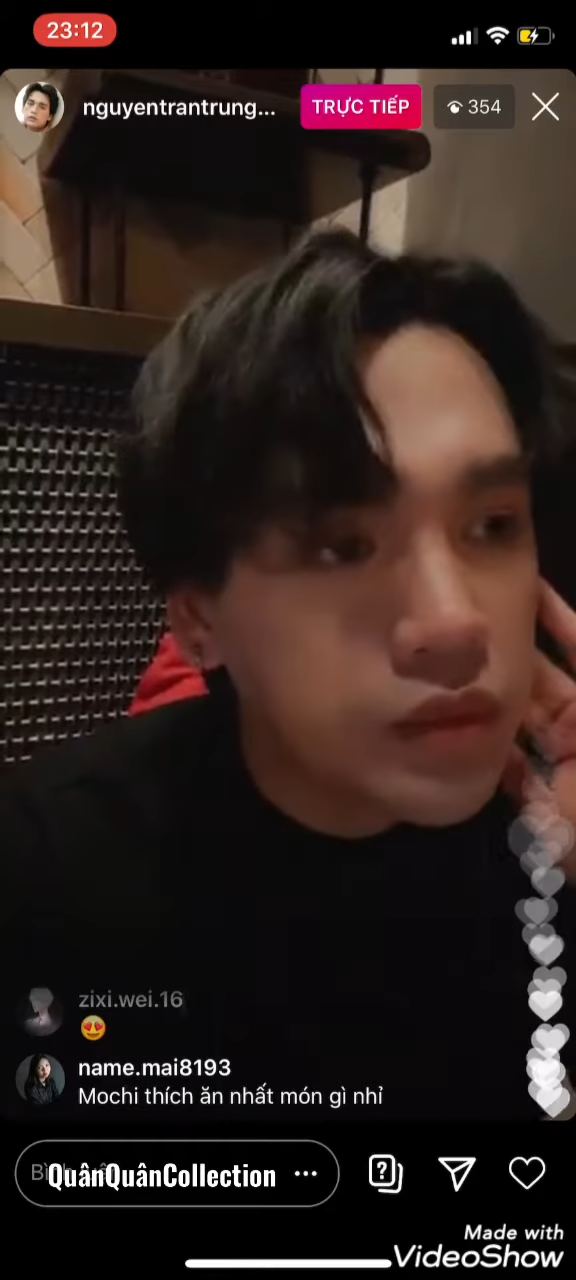 23:12
nguyentrantrung...
TRỰC TIẾP
354
zixi.wei.16
😍
name.mai8193
Mochi thích ăn nhất món gì nhỉ
QuânQuânCollection
Made with
VideoShow